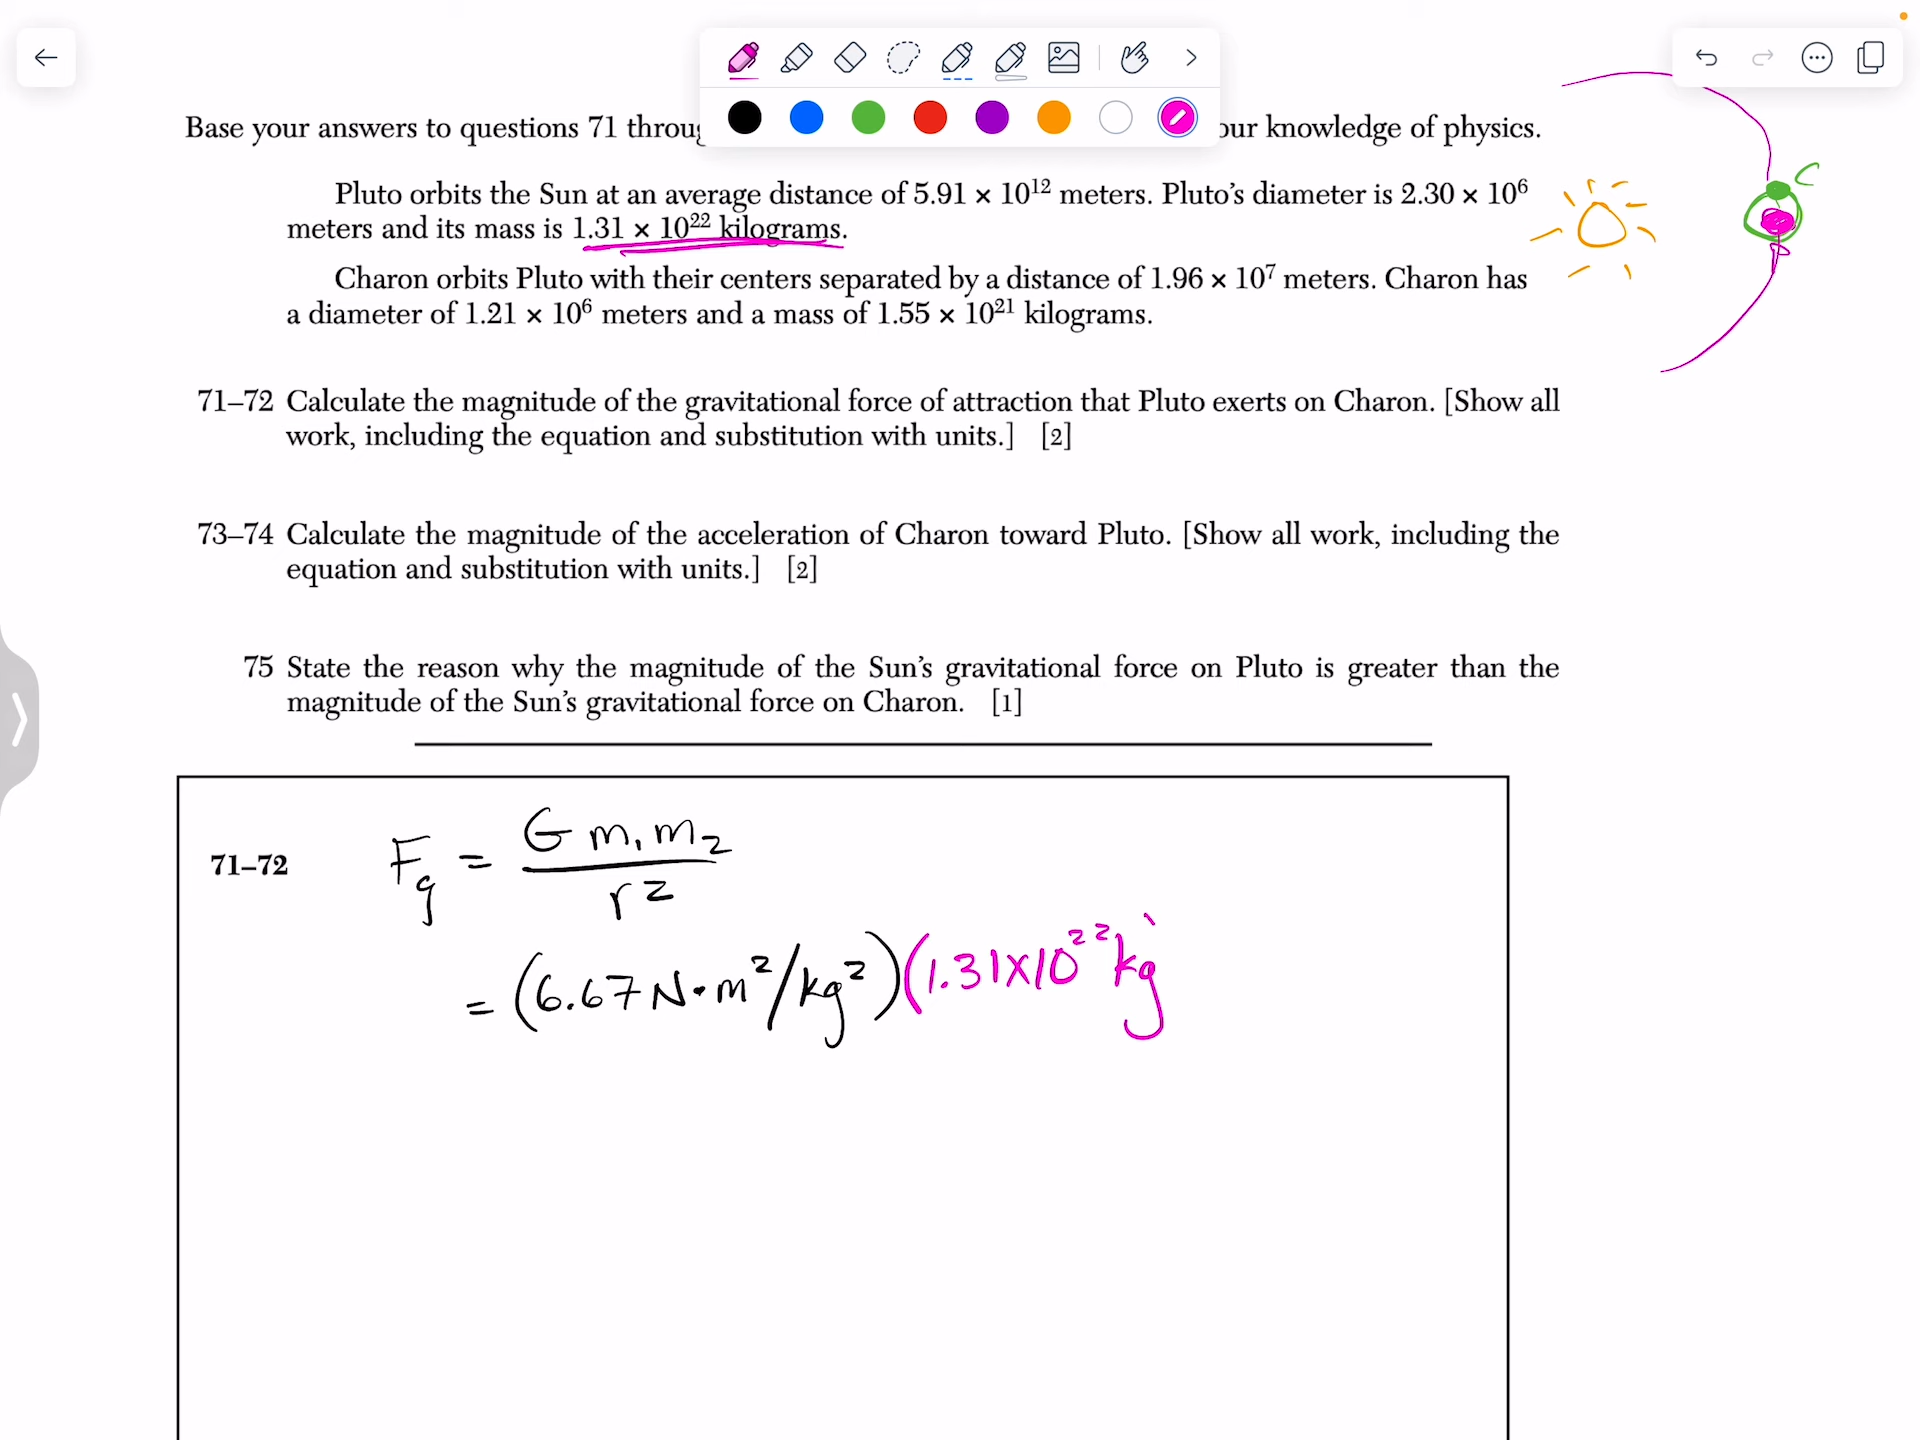 Base your answers to questions 71 throug our knowledge of physics.
Pluto orbits the Sun at an average distance of 5.91 × 10¹² meters. Pluto’s diameter is 2.30 × 10⁶
meters and its mass is 1.31 × 10²² kilograms.
Charon orbits Pluto with their centers separated by a distance of 1.96 × 10⁷ meters. Charon has
a diameter of 1.21 × 10⁶ meters and a mass of 1.55 × 10²¹ kilograms.
C
P
71–72 Calculate the magnitude of the gravitational force of attraction that Pluto exerts on Charon. [Show all
work, including the equation and substitution with units.] [2]
73–74 Calculate the magnitude of the acceleration of Charon toward Pluto. [Show all work, including the
equation and substitution with units.] [2]
75 State the reason why the magnitude of the Sun’s gravitational force on Pluto is greater than the
magnitude of the Sun’s gravitational force on Charon. [1]
71–72
F_g = G m₁ m₂ / r²
= (6.67 N·m²/kg²)(1.31×10²² kg